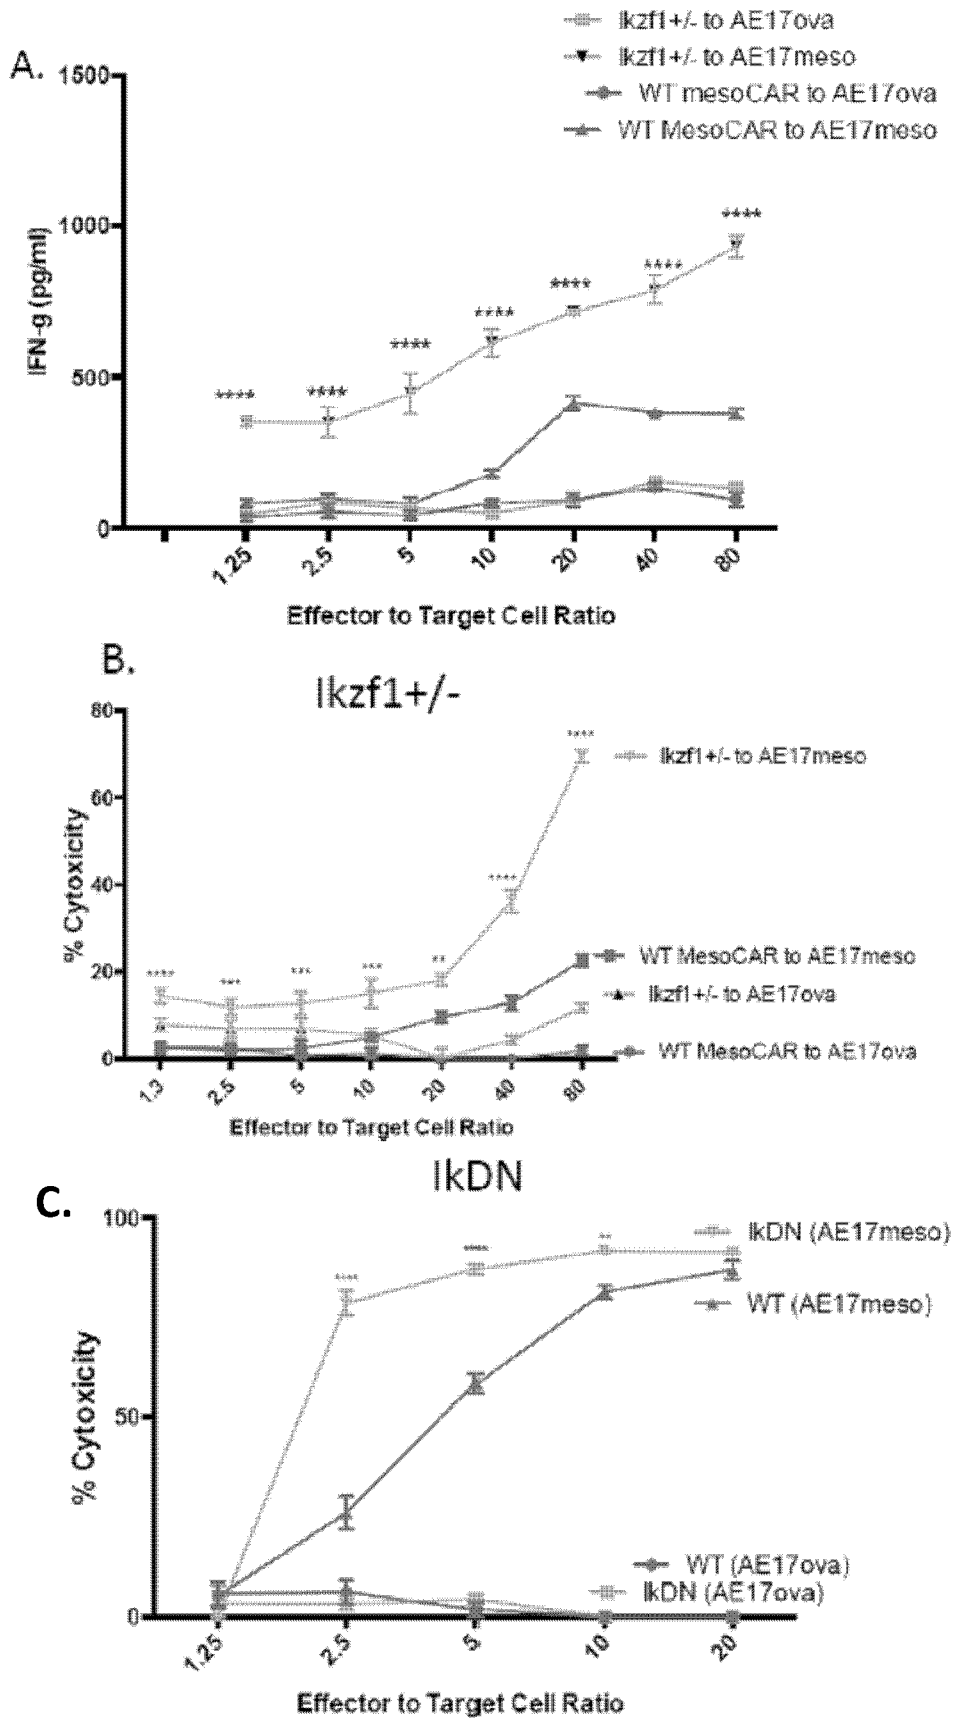 Ikzf1+/- to AE17ova
A.
Ikzf1+/- to AE17meso
1500
WT mesoCAR to AE17ova
WT MesoCAR to AE17meso
****
1000
****
****
****
IFN-g (pg/ml)
****
500
****
****
0
1.25 2.5 5 10 20 40 80
Effector to Target Cell Ratio
B.
Ikzf1+/-
80
****
Ikzf1+/- to AE17meso
60
% Cytoxicity
40
****
WT MesoCAR to AE17meso
20
**** *** *** *** **
Ikzf1+/- to AE17ova
WT MesoCAR to AE17ova
0
1.3 2.5 5 10 20 40 80
Effector to Target Cell Ratio
IkDN
C.
100
IkDN (AE17meso)
**** **** **
WT (AE17meso)
% Cytoxicity
50
WT (AE17ova)
IkDN (AE17ova)
0
1.25 2.5 5 10 20
Effector to Target Cell Ratio